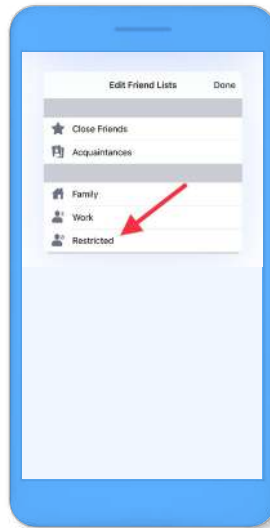 Edit Friend Lists Done
Close Friends
Acquaintances
Family
Work
Restricted